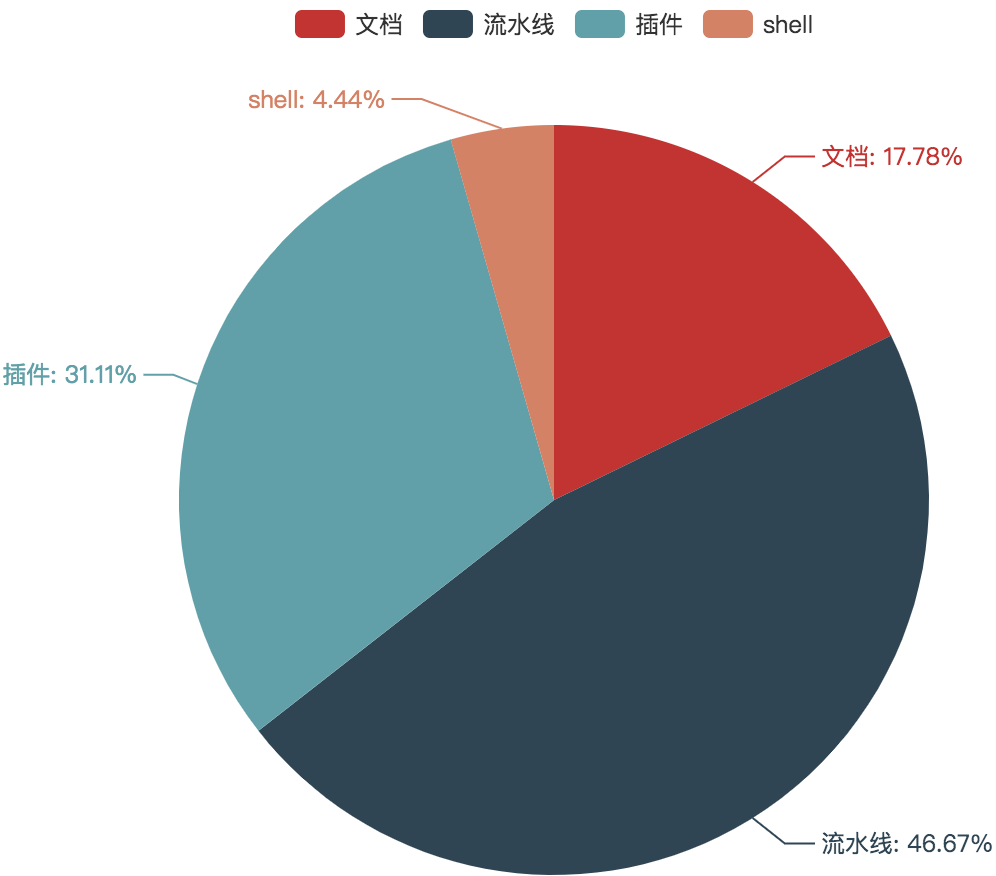 文档 流水线 插件 shell
shell: 4.44%
文档: 17.78%
插件: 31.11%
流水线: 46.67%